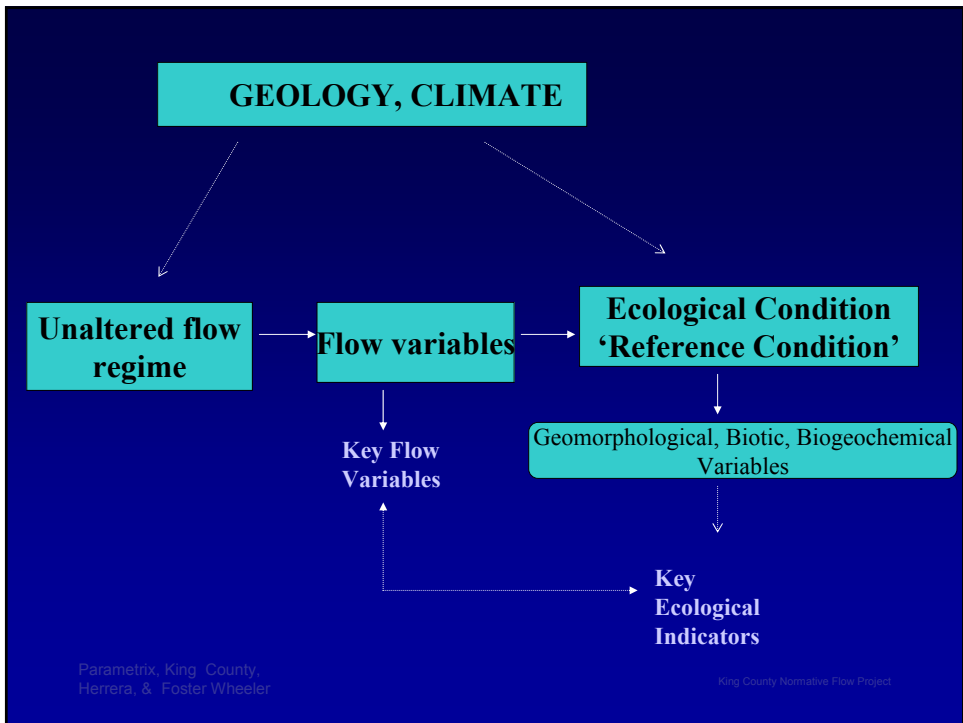 GEOLOGY, CLIMATE
Unaltered flow
regime
Flow variables
Ecological Condition
‘Reference Condition’
Geomorphological, Biotic, Biogeochemical
Variables
Key Flow
Variables
Key
Ecological
Indicators
Parametrix, King County,
Herrera, & Foster Wheeler
King County Normative Flow Project